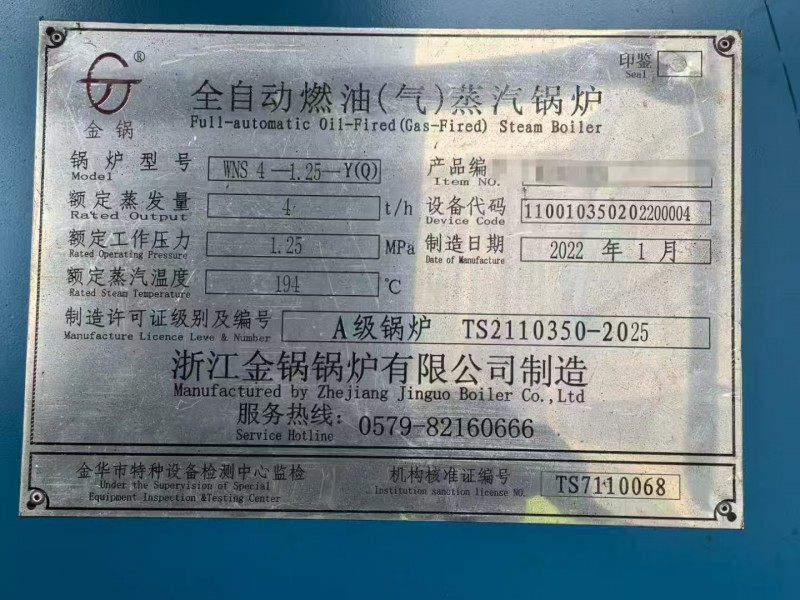 ®
金锅
印鉴
Seal
全自动燃油(气)蒸汽锅炉
Full-automatic Oil-Fired(Gas-Fired) Steam Boiler
锅炉型号 WNS 4—1.25—Y(Q)
Model
产品编
Item NO.
额定蒸发量 4 t/h
Rated Output
设备代码 110010350202200004
Device Code
额定工作压力 1.25 MPa
Rated Operating Pressure
制造日期 2022 年 1 月
Date of Manufacture
额定蒸汽温度 194 ℃
Rated Steam Temperature
制造许可证级别及编号 A级锅炉 TS2110350-2025
Manufacture Licence Leve & Number
浙江金锅锅炉有限公司制造
Manufactured by Zhejiang Jinguo Boiler Co.,Ltd
服务热线: 0579-82160666
Service Hotline
金华市特种设备检测中心监检
Under the Supervision of Special
Equipment Inspection &Testing Center
机构核准证编号 TS7110068
Institution sanction license NO.